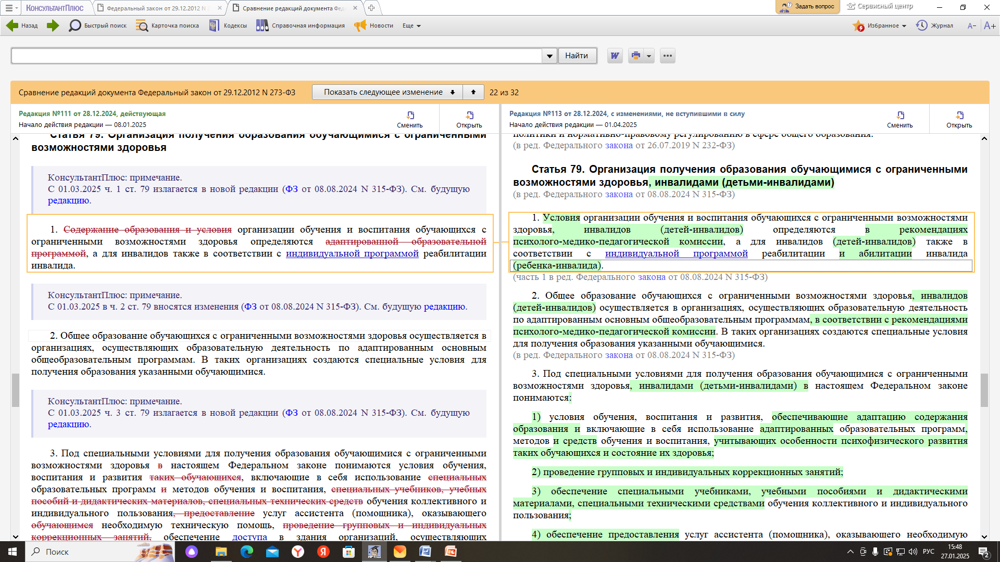 КонсультантПлюс
Федеральный закон от 29.12.2012 N
Сравнение редакций документа Фед
Задать вопрос
Сервисный центр
Назад
Быстрый поиск
Карточка поиска
Кодексы
Справочная информация
Новости
Еще
Избранное
Журнал
А-
А+
Найти
Сравнение редакций документа Федеральный закон от 29.12.2012 N 273-ФЗ
Показать следующее изменение
22 из 32
Редакция №111 от 28.12.2024, действующая
Начало действия редакции — 08.01.2025
Сменить
Открыть
Статья 79. Организация получения образования обучающимися с ограниченными
возможностями здоровья
КонсультантПлюс: примечание.
С 01.03.2025 ч. 1 ст. 79 излагается в новой редакции (ФЗ от 08.08.2024 N 315-ФЗ). См. будущую
редакцию.
1. Содержание образования и условия организации обучения и воспитания обучающихся с
ограниченными возможностями здоровья определяются адаптированной образовательной
программой, а для инвалидов также в соответствии с индивидуальной программой реабилитации
инвалида.
КонсультантПлюс: примечание.
С 01.03.2025 в ч. 2 ст. 79 вносятся изменения (ФЗ от 08.08.2024 N 315-ФЗ). См. будущую редакцию.
2. Общее образование обучающихся с ограниченными возможностями здоровья осуществляется в
организациях, осуществляющих образовательную деятельность по адаптированным основным
общеобразовательным программам. В таких организациях создаются специальные условия для
получения образования указанными обучающимися.
КонсультантПлюс: примечание.
С 01.03.2025 ч. 3 ст. 79 излагается в новой редакции (ФЗ от 08.08.2024 N 315-ФЗ). См. будущую
редакцию.
3. Под специальными условиями для получения образования обучающимися с ограниченными
возможностями здоровья в настоящем Федеральном законе понимаются условия обучения,
воспитания и развития таких обучающихся, включающие в себя использование специальных
образовательных программ и методов обучения и воспитания, специальных учебников, учебных
пособий и дидактических материалов, специальных технических средств обучения коллективного и
индивидуального пользования, предоставление услуг ассистента (помощника), оказывающего
обучающимся необходимую техническую помощь, проведение групповых и индивидуальных
коррекционных занятий, обеспечение доступа в здания организаций, осуществляющих
Редакция №113 от 28.12.2024, с изменениями, не вступившими в силу
Начало действия редакции — 01.04.2025
Сменить
Открыть
политики и нормативно-правовому регулированию в сфере общего образования.
(в ред. Федерального закона от 26.07.2019 N 232-ФЗ)
Статья 79. Организация получения образования обучающимися с ограниченными
возможностями здоровья, инвалидами (детьми-инвалидами)
(в ред. Федерального закона от 08.08.2024 N 315-ФЗ)
1. Условия организации обучения и воспитания обучающихся с ограниченными возможностями
здоровья, инвалидов (детей-инвалидов) определяются в рекомендациях
психолого-медико-педагогической комиссии, а для инвалидов (детей-инвалидов) также в
соответствии с индивидуальной программой реабилитации и абилитации инвалида
(ребенка-инвалида).
(часть 1 в ред. Федерального закона от 08.08.2024 N 315-ФЗ)
2. Общее образование обучающихся с ограниченными возможностями здоровья, инвалидов
(детей-инвалидов) осуществляется в организациях, осуществляющих образовательную деятельность
по адаптированным основным общеобразовательным программам, в соответствии с рекомендациями
психолого-медико-педагогической комиссии. В таких организациях создаются специальные условия
для получения образования указанными обучающимися.
(в ред. Федерального закона от 08.08.2024 N 315-ФЗ)
3. Под специальными условиями для получения образования обучающимися с ограниченными
возможностями здоровья, инвалидами (детьми-инвалидами) в настоящем Федеральном законе
понимаются:
1) условия обучения, воспитания и развития, обеспечивающие адаптацию содержания
образования и включающие в себя использование адаптированных образовательных программ,
методов и средств обучения и воспитания, учитывающих особенности психофизического развития
таких обучающихся и состояние их здоровья;
2) проведение групповых и индивидуальных коррекционных занятий;
3) обеспечение специальными учебниками, учебными пособиями и дидактическими
материалами, специальными техническими средствами обучения коллективного и индивидуального
пользования;
4) обеспечение предоставления услуг ассистента (помощника), оказывающего необходимую
Поиск
РУС
15:48
27.01.2025
2